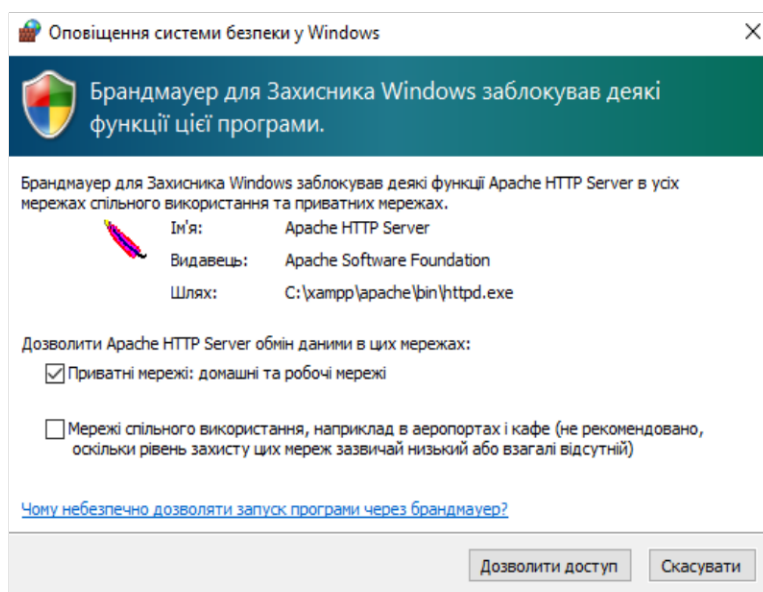 Оповіщення системи безпеки у Windows
Брандмауер для Захисника Windows заблокував деякі
функції цієї програми.
Брандмауер для Захисника Windows заблокував деякі функції Apache HTTP Server в усіх
мережах спільного використання та приватних мережах.
Ім'я: Apache HTTP Server
Видавець: Apache Software Foundation
Шлях: C:\xampp\apache\bin\httpd.exe
Дозволити Apache HTTP Server обмін даними в цих мережах:
Приватні мережі: домашні та робочі мережі
Мережі спільного використання, наприклад в аеропортах і кафе (не рекомендовано,
оскільки рівень захисту цих мереж зазвичай низький або взагалі відсутній)
Чому небезпечно дозволяти запуск програми через брандмауер?
Дозволити доступ Скасувати